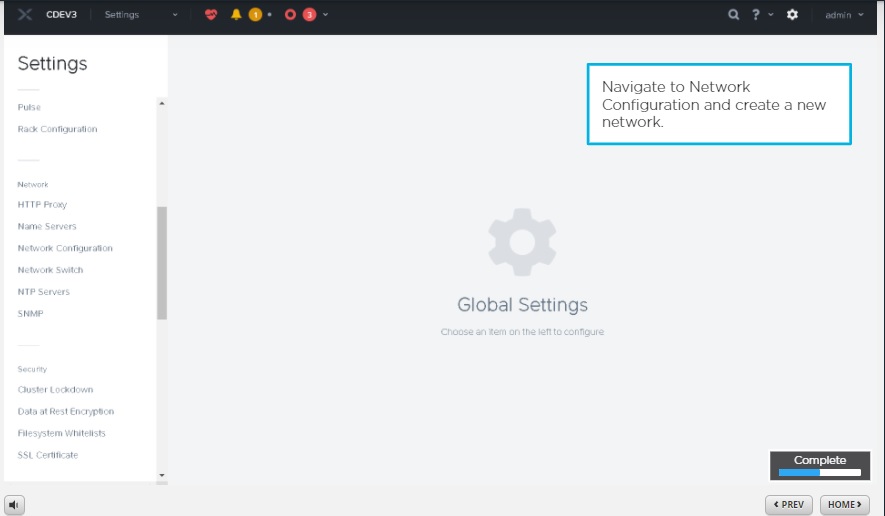 CDEV3 Settings 1 3 ? admin
Settings
Pulse
Rack Configuration
Network
HTTP Proxy
Name Servers
Network Configuration
Network Switch
NTP Servers
SNMP
Security
Cluster Lockdown
Data at Rest Encryption
Filesystem Whitelists
SSL Certificate
Navigate to Network
Configuration and create a new
network.
Global Settings
Choose an item on the left to configure
Complete
PREV
HOME